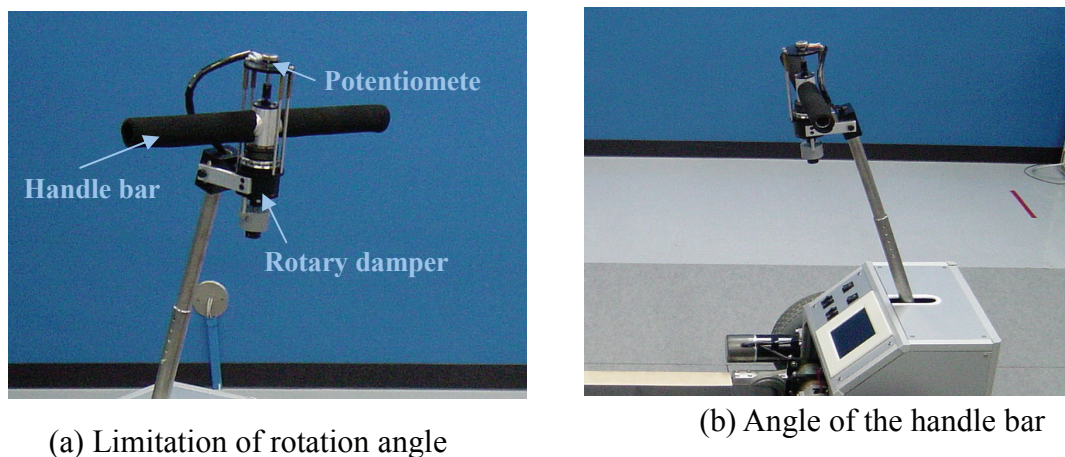 Potentiomete
Handle bar
Rotary damper
(a) Limitation of rotation angle
(b) Angle of the handle bar